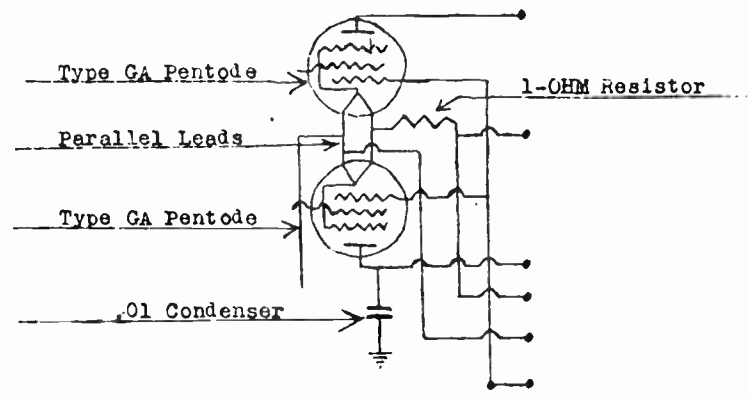 Type GA Pentode
1-OHM Resistor
Parallel Leads
Type GA Pentode
.01 Condenser